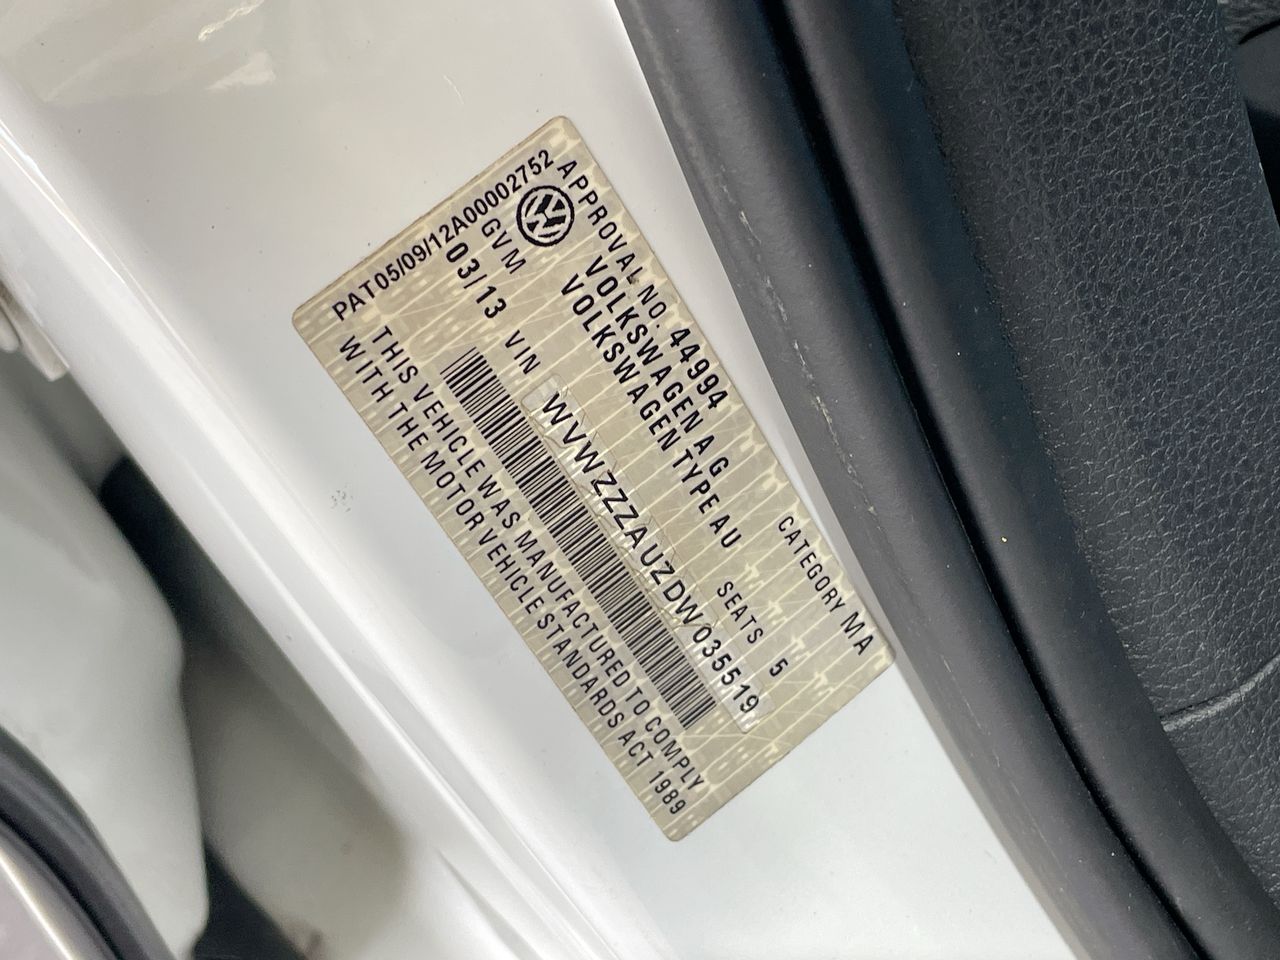 APPROVAL NO. 44994 CATEGORY MA
VOLKSWAGEN AG
VOLKSWAGEN TYPE AU SEATS 5
GVM
03/13 VIN WVWZZZAUZDW035519
PAT05/09/12A00002752
THIS VEHICLE WAS MANUFACTURED TO COMPLY
WITH THE MOTOR VEHICLE STANDARDS ACT 1989